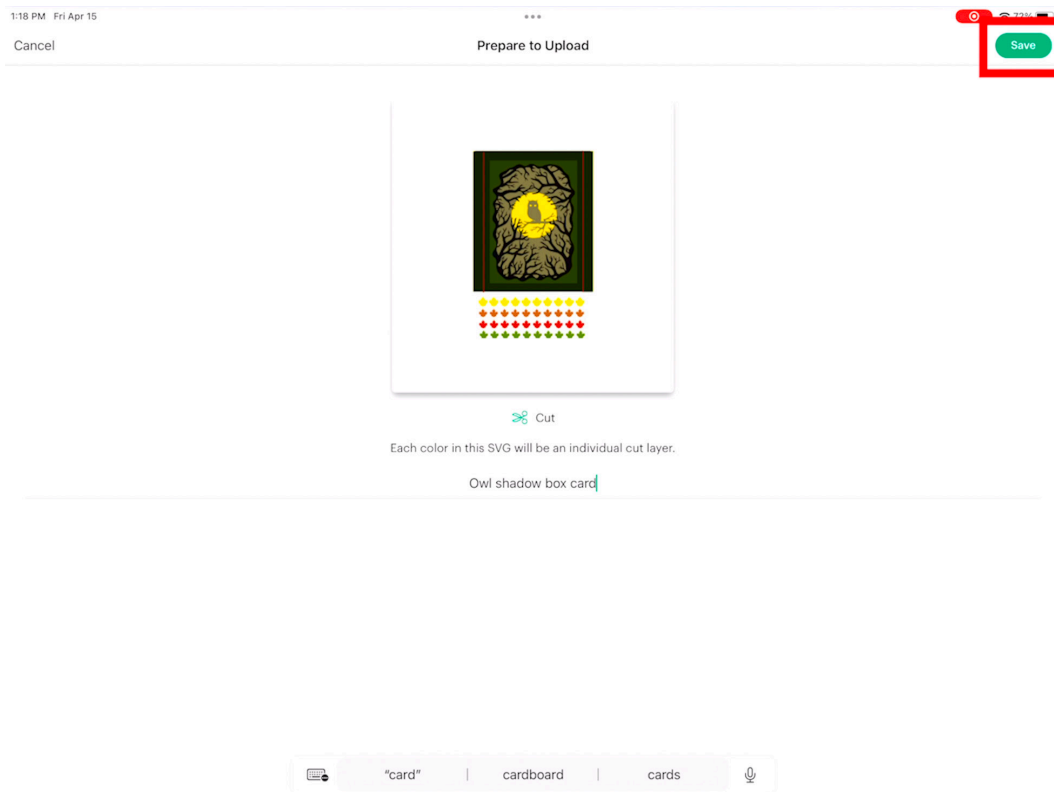 1:18 PM Fri Apr 15
72%
Cancel
Prepare to Upload
Save
Cut
Each color in this SVG will be an individual cut layer.
Owl shadow box card
“card”
cardboard
cards